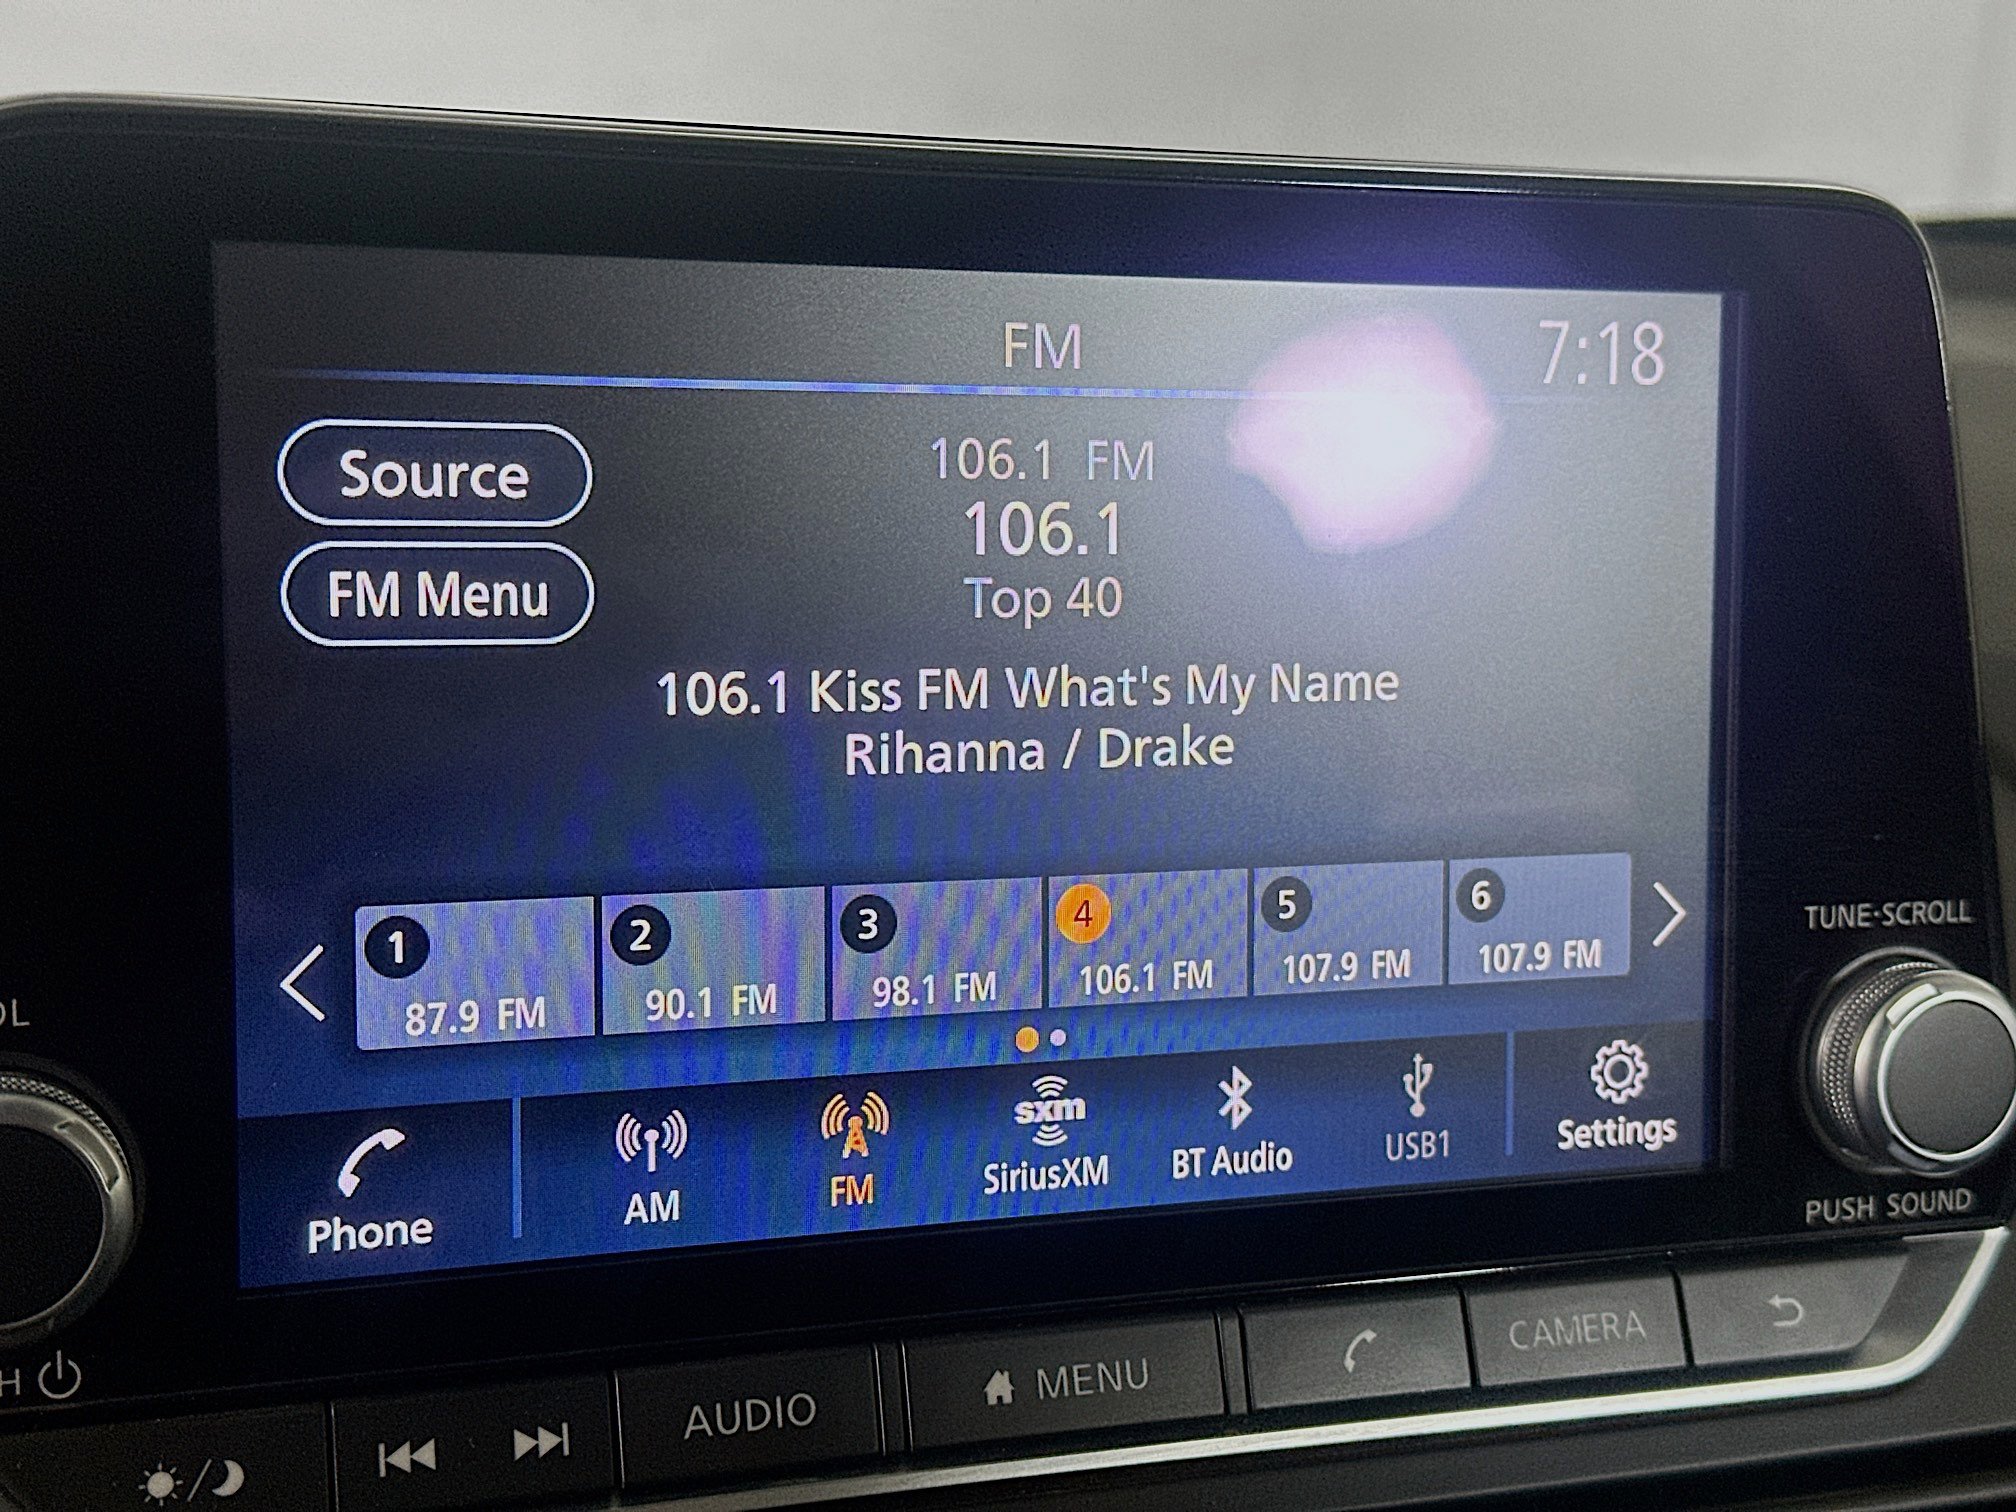 FM
7:18
Source
106.1 FM
106.1
FM Menu
Top 40
106.1 Kiss FM What's My Name
Rihanna / Drake
1
87.9 FM
2
90.1 FM
3
98.1 FM
4
106.1 FM
5
107.9 FM
6
107.9 FM
Phone
AM
FM
sxm
SiriusXM
BT Audio
USB1
Settings
TUNE·SCROLL
PUSH SOUND
OL
H
AUDIO
MENU
CAMERA